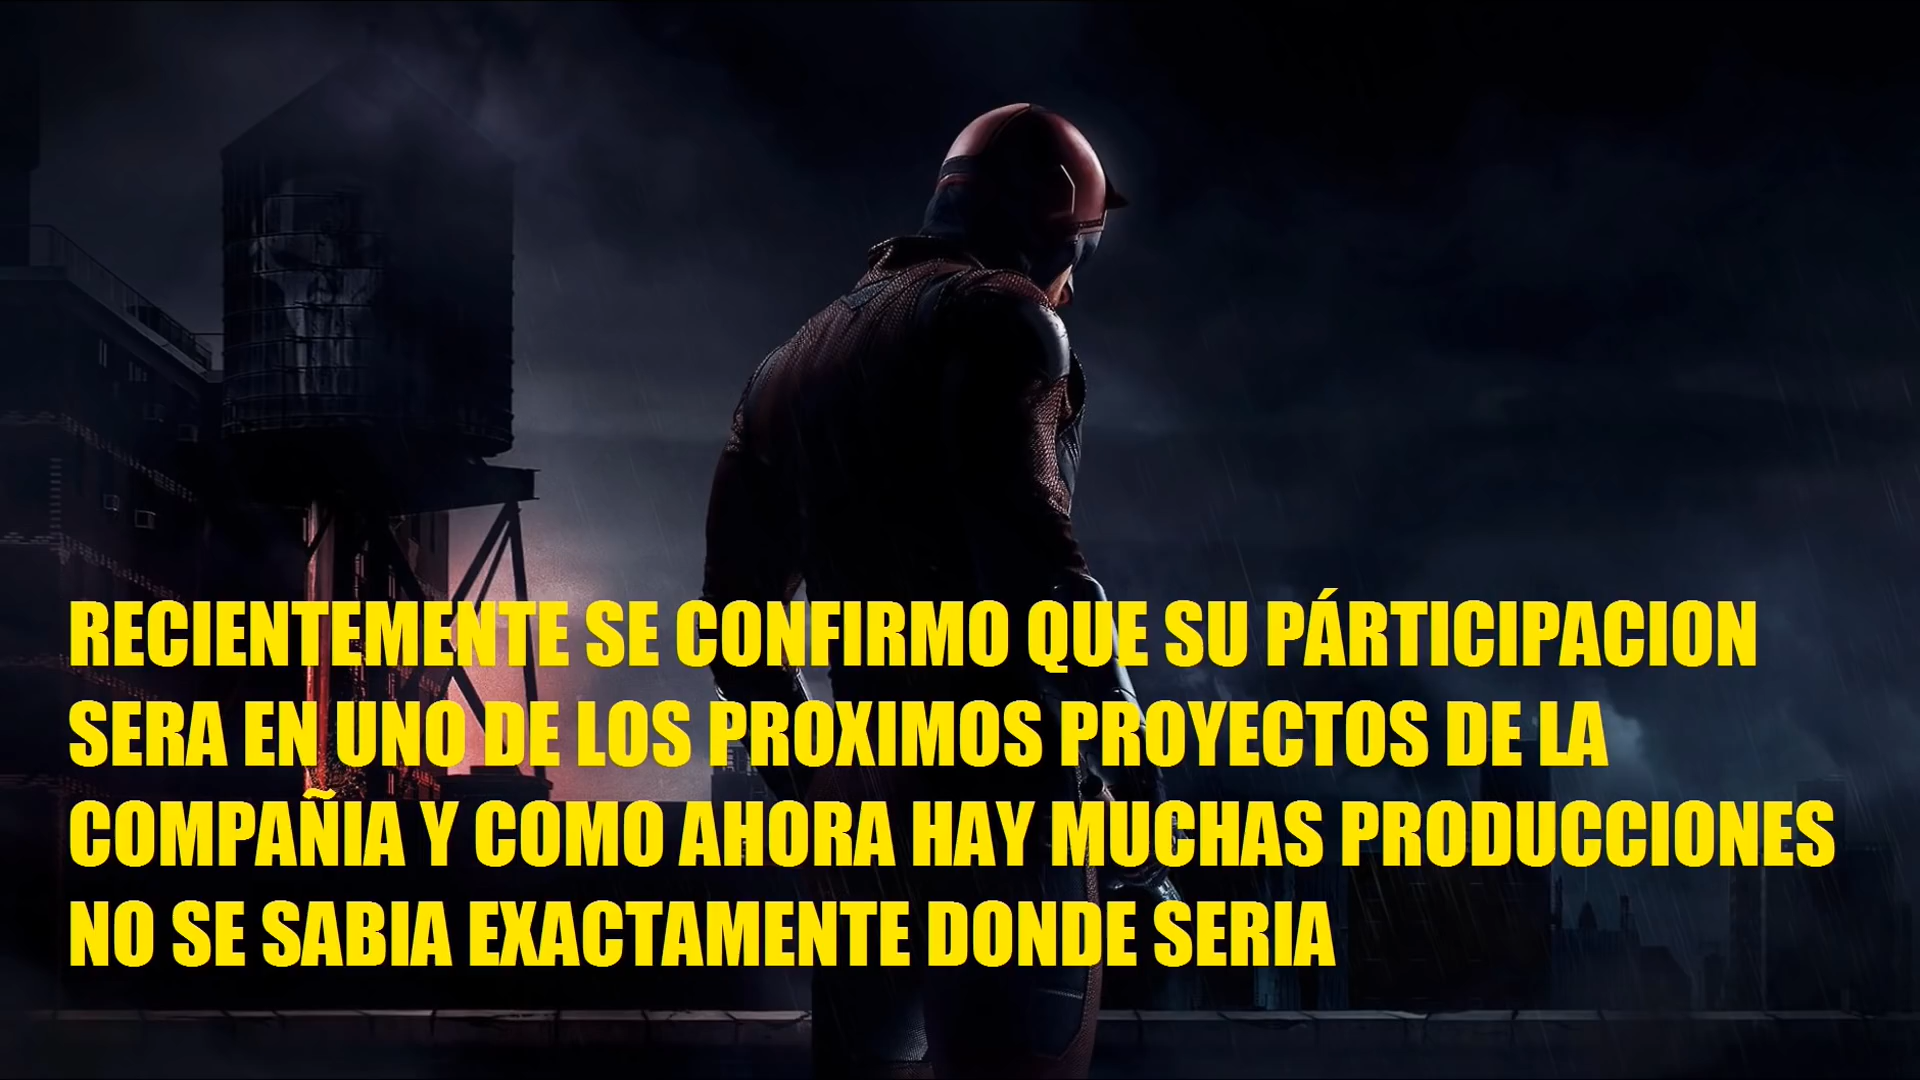 RECIENTEMENTE SE CONFIRMO QUE SU PÁRTICIPACION
SERA EN UNO DE LOS PROXIMOS PROYECTOS DE LA
COMPAÑIA Y COMO AHORA HAY MUCHAS PRODUCCIONES
NO SE SABIA EXACTAMENTE DONDE SERIA